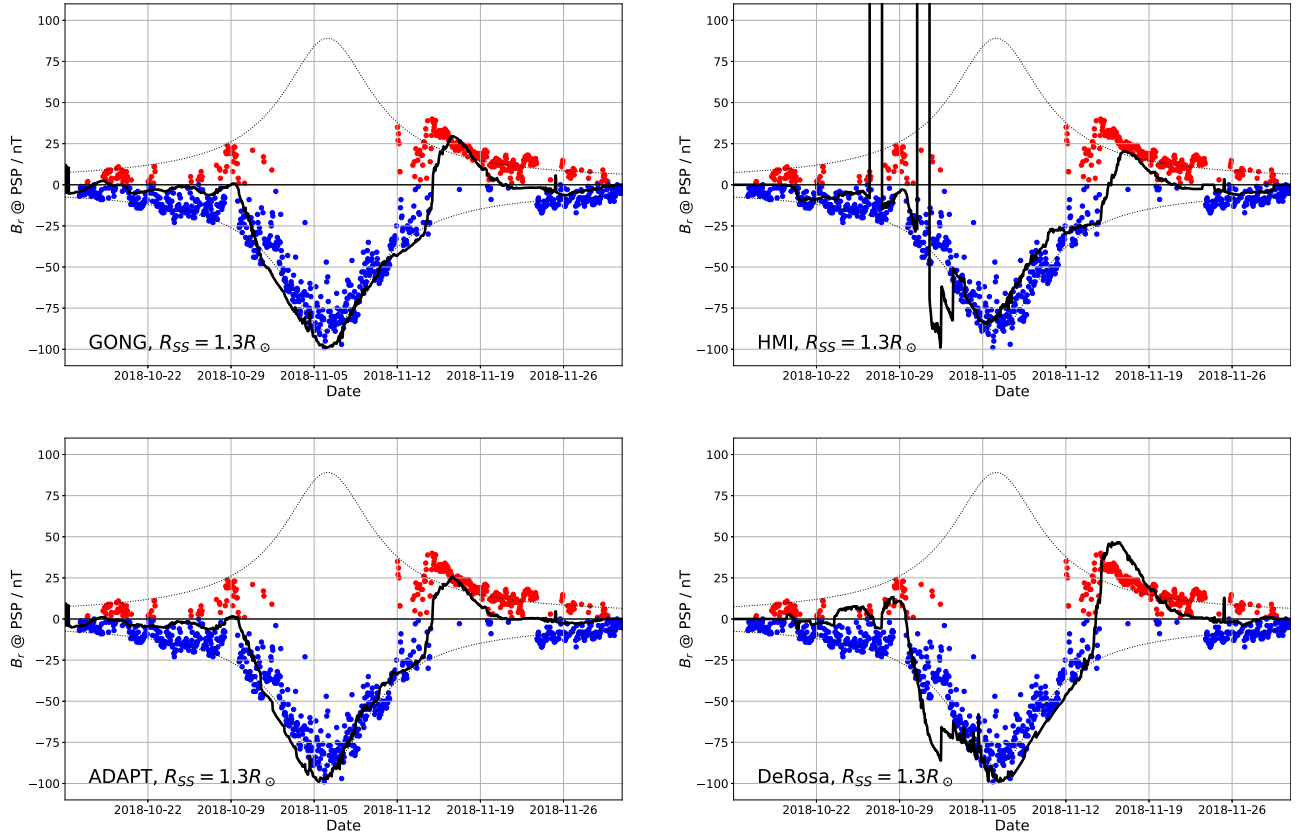 100
75
50
25
0
−25
−50
−75
−100
B_r @ PSP / nT
GONG, R_SS = 1.3R_⊙
2018-10-22 2018-10-29 2018-11-05 2018-11-12 2018-11-19 2018-11-26
Date
100
75
50
25
0
−25
−50
−75
−100
B_r @ PSP / nT
HMI, R_SS = 1.3R_⊙
2018-10-22 2018-10-29 2018-11-05 2018-11-12 2018-11-19 2018-11-26
Date
100
75
50
25
0
−25
−50
−75
−100
B_r @ PSP / nT
ADAPT, R_SS = 1.3R_⊙
2018-10-22 2018-10-29 2018-11-05 2018-11-12 2018-11-19 2018-11-26
Date
100
75
50
25
0
−25
−50
−75
−100
B_r @ PSP / nT
DeRosa, R_SS = 1.3R_⊙
2018-10-22 2018-10-29 2018-11-05 2018-11-12 2018-11-19 2018-11-26
Date